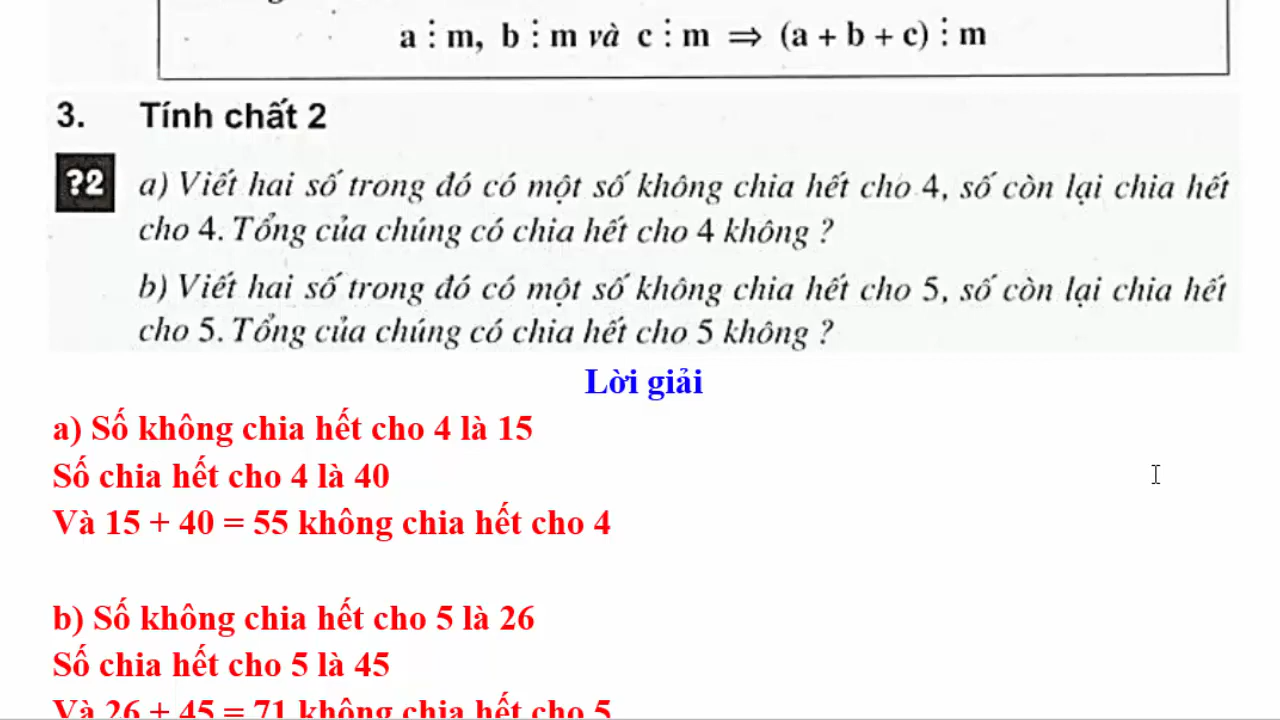 a ⋮ m, b ⋮ m và c ⋮ m ⇒ (a + b + c) ⋮ m
3. Tính chất 2
?2 a) Viết hai số trong đó có một số không chia hết cho 4, số còn lại chia hết
cho 4. Tổng của chúng có chia hết cho 4 không ?
b) Viết hai số trong đó có một số không chia hết cho 5, số còn lại chia hết
cho 5. Tổng của chúng có chia hết cho 5 không ?
Lời giải
a) Số không chia hết cho 4 là 15
Số chia hết cho 4 là 40
Và 15 + 40 = 55 không chia hết cho 4
b) Số không chia hết cho 5 là 26
Số chia hết cho 5 là 45
Và 26 + 45 = 71 không chia hết cho 5